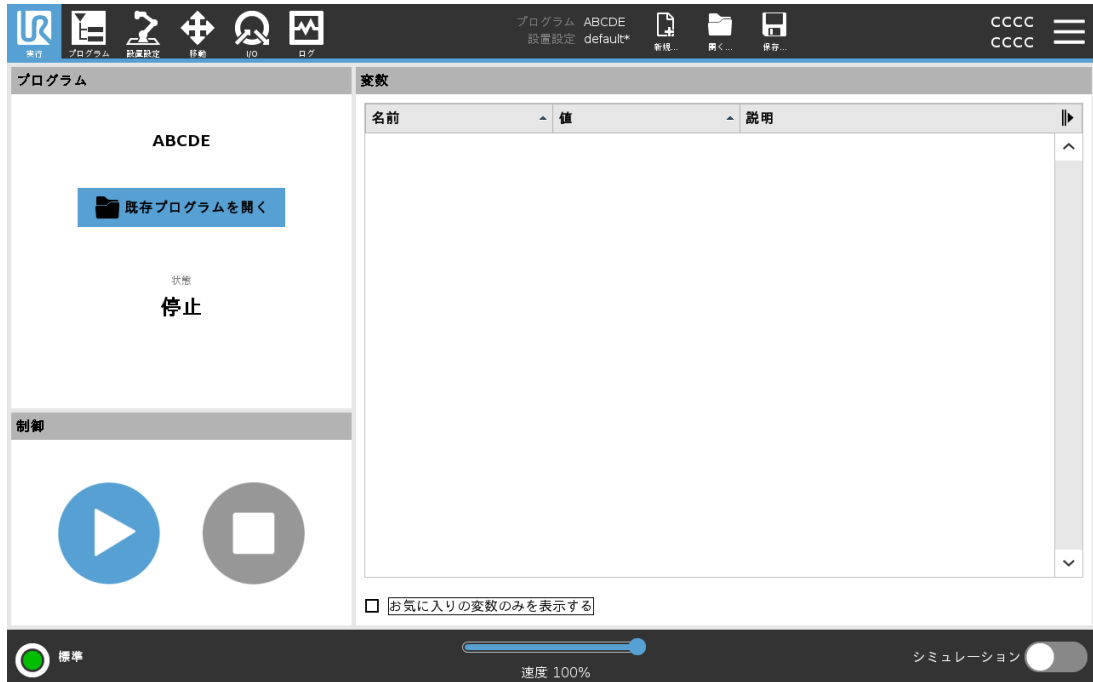 実行
プログラム
設置設定
移動
I/O
ログ
プログラム ABCDE
設置設定 default*
新規...
開く...
保存...
CCCC
CCCC
プログラム
ABCDE
既存プログラムを開く
状態
停止
制御
変数
名前 値 説明
お気に入りの変数のみを表示する
標準
速度 100%
シミュレーション